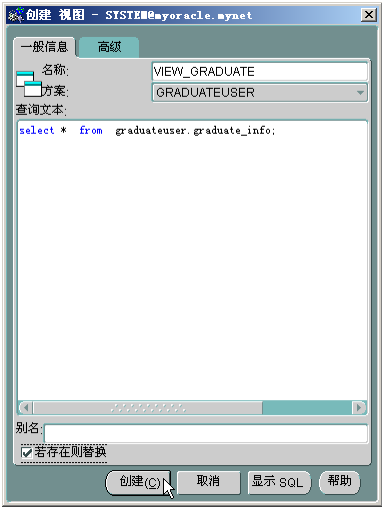 创建 视图 - SYSTEM@myoracle.mynet
一般信息 高级
名称: VIEW_GRADUATE
方案: GRADUATEUSER
查询文本:
select * from graduateuser.graduate_info;
别名:
若存在则替换
创建(C) 取消 显示 SQL 帮助